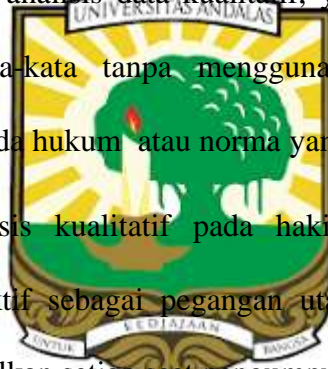 analisis data kualitatif,
UNIVERSITAS ANDALAS
a-kata tanpa mengguna
da hukum atau norma yan
sis kualitatif pada haki
tif sebagai pegangan ut
KEDJAJAAN
UNTUK BANGSA